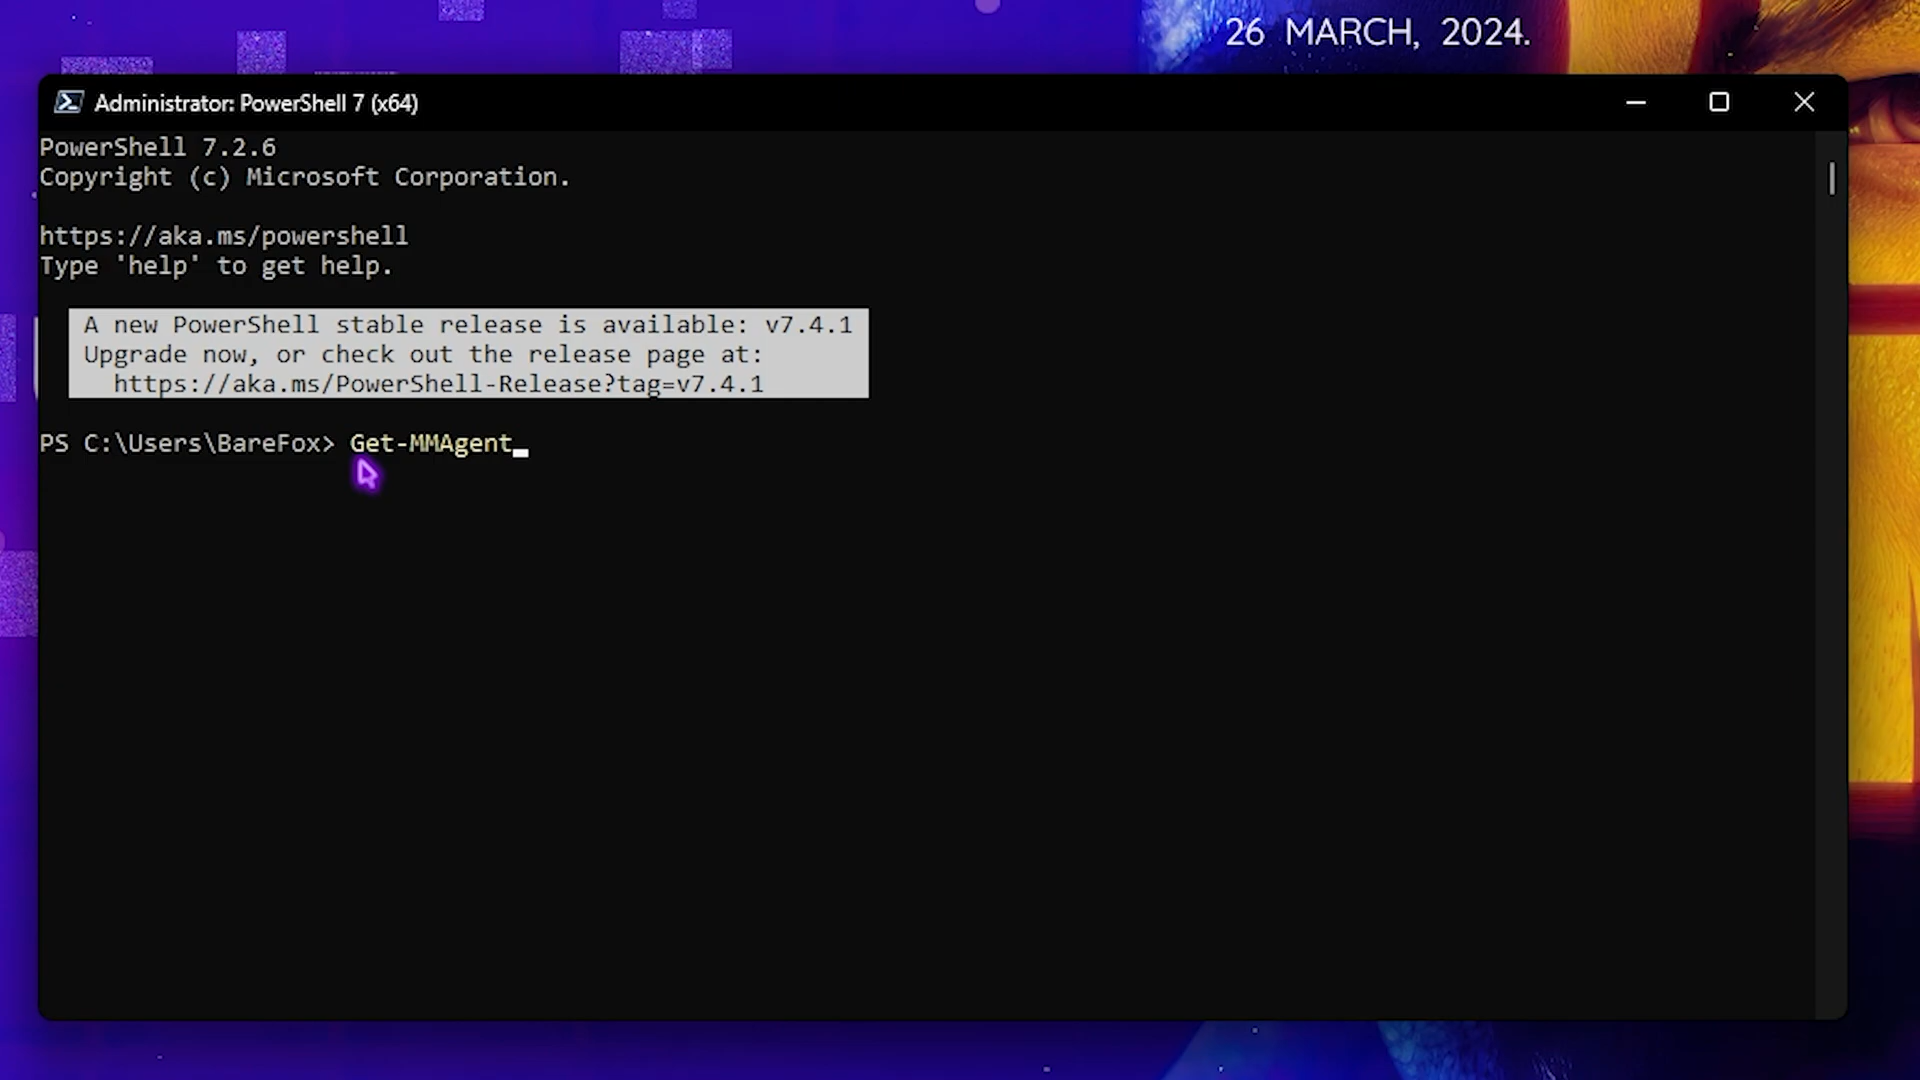 26 MARCH, 2024.
Administrator: PowerShell 7 (x64)
PowerShell 7.2.6
Copyright (c) Microsoft Corporation.
https://aka.ms/powershell
Type 'help' to get help.
A new PowerShell stable release is available: v7.4.1
Upgrade now, or check out the release page at:
https://aka.ms/PowerShell-Release?tag=v7.4.1
PS C:\Users\BareFox> Get-MMAgent